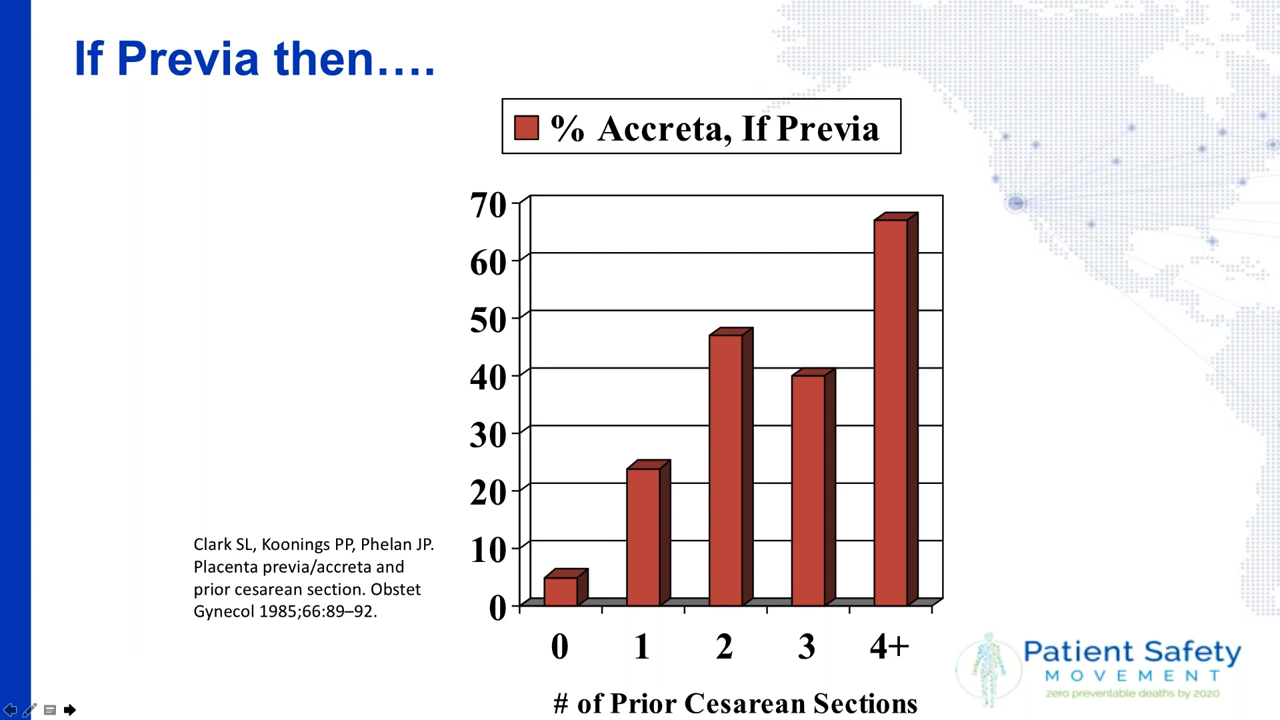 If Previa then….
% Accreta, If Previa
70
60
50
40
30
20
10
0
0 1 2 3 4+
# of Prior Cesarean Sections
Clark SL, Koonings PP, Phelan JP.
Placenta previa/accreta and
prior cesarean section. Obstet
Gynecol 1985;66:89–92.
Patient Safety
MOVEMENT
zero preventable deaths by 2020